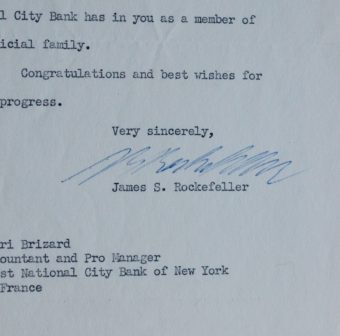 l City Bank has in you as a member of
icial family.
Congratulations and best wishes for
progress.
Very sincerely,
James S. Rockefeller
ri Brizard
ountant and Pro Manager
st National City Bank of New York
France